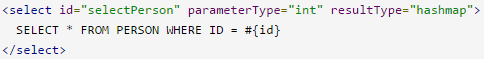 <select id="selectPerson" parameterType="int" resultType="hashmap">
SELECT * FROM PERSON WHERE ID = #{id}
</select>